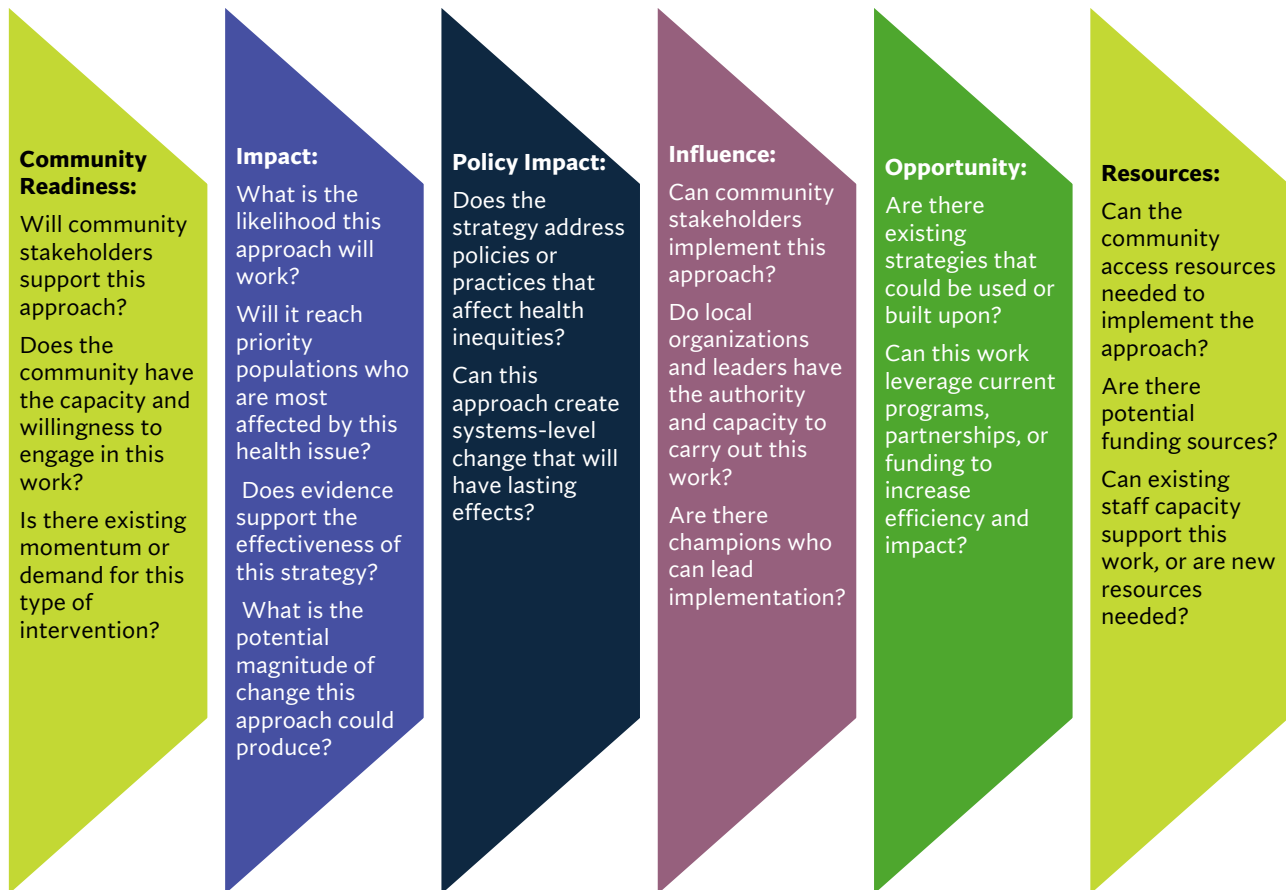 Community
Readiness:
Will community
stakeholders
support this
approach?
Does the
community have
the capacity and
willingness to
engage in this
work?
Is there existing
momentum or
demand for this
type of
intervention?
Impact:
What is the
likelihood this
approach will
work?
Will it reach
priority
populations who
are most
affected by this
health issue?
Does evidence
support the
effectiveness of
this strategy?
What is the
potential
magnitude of
change this
approach could
produce?
Policy Impact:
Does the
strategy address
policies or
practices that
affect health
inequities?
Can this
approach create
systems-level
change that will
have lasting
effects?
Influence:
Can community
stakeholders
implement this
approach?
Do local
organizations
and leaders have
the authority
and capacity to
carry out this
work?
Are there
champions who
can lead
implementation?
Opportunity:
Are there
existing
strategies that
could be used or
built upon?
Can this work
leverage current
programs,
partnerships, or
funding to
increase
efficiency and
impact?
Resources:
Can the
community
access resources
needed to
implement the
approach?
Are there
potential
funding sources?
Can existing
staff capacity
support this
work, or are new
resources
needed?